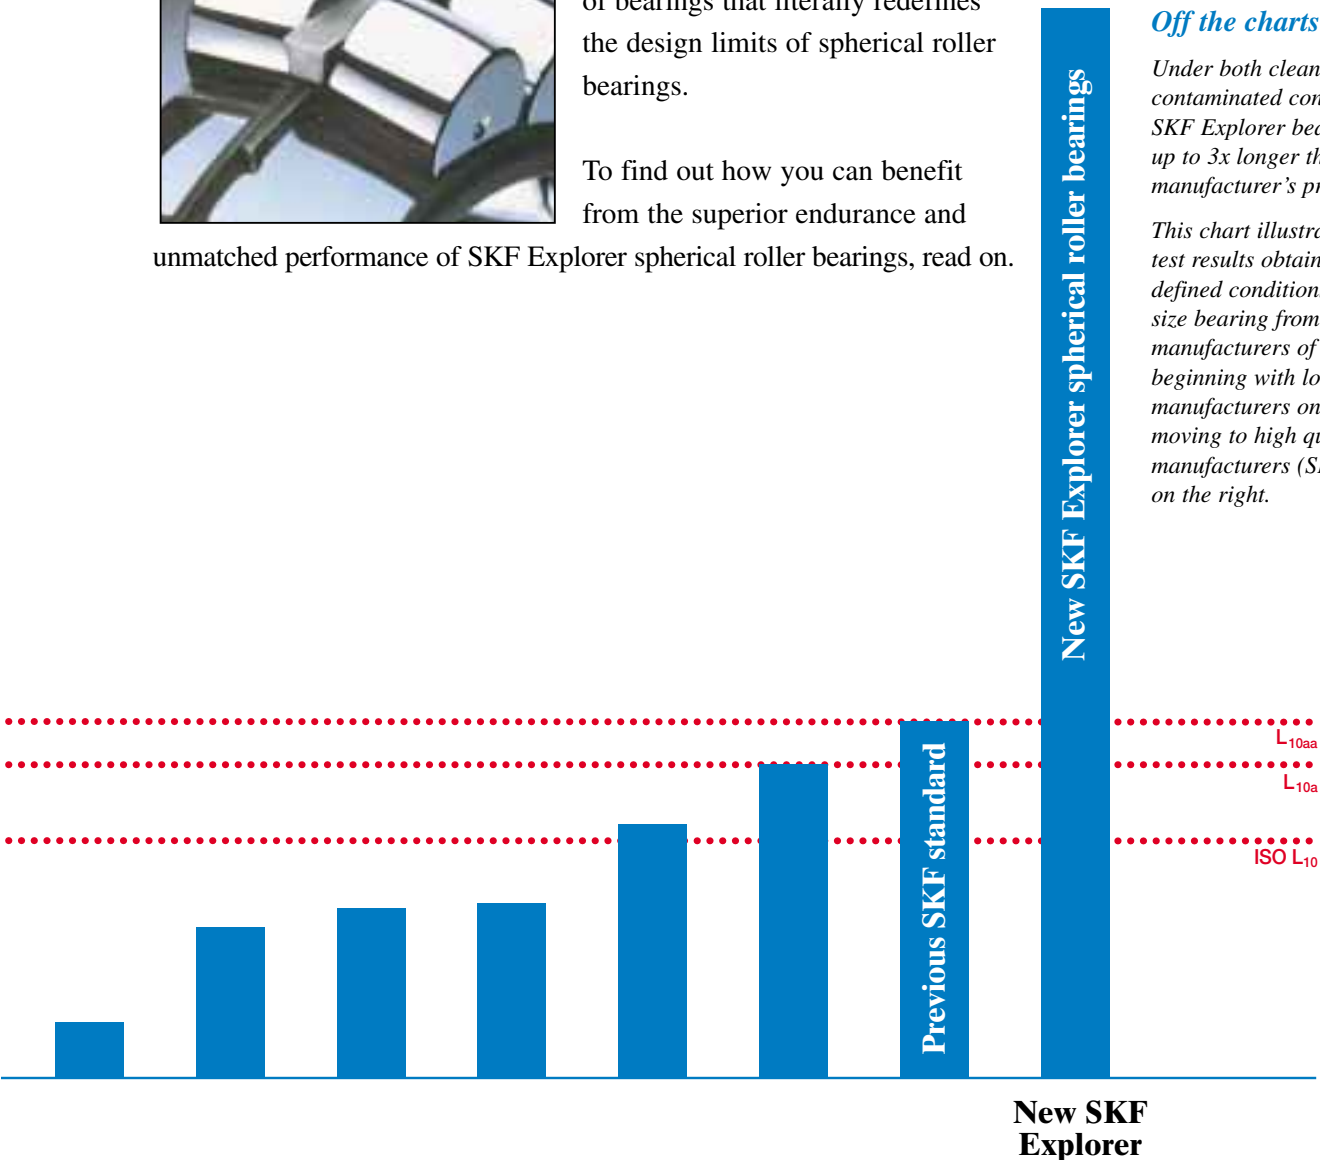 of bearings that literally redefines
the design limits of spherical roller
bearings.
To find out how you can benefit
from the superior endurance and
unmatched performance of SKF Explorer spherical roller bearings, read on.
Off the charts
Under both clean
contaminated con
SKF Explorer bea
up to 3x longer th
manufacturer's pr
This chart illustra
test results obtain
defined condition
size bearing from
manufacturers of
beginning with lo
manufacturers on
moving to high qu
manufacturers (S
on the right.
New SKF Explorer spherical roller bearings
Previous SKF standard
L10aa
L10a
ISO L10
New SKF
Explorer